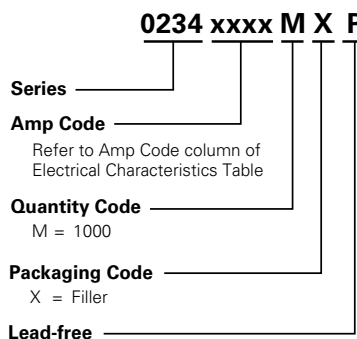 0234 xxxx M X P
Series
Amp Code
Refer to Amp Code column of
Electrical Characteristics Table
Quantity Code
M = 1000
Packaging Code
X = Filler
Lead-free